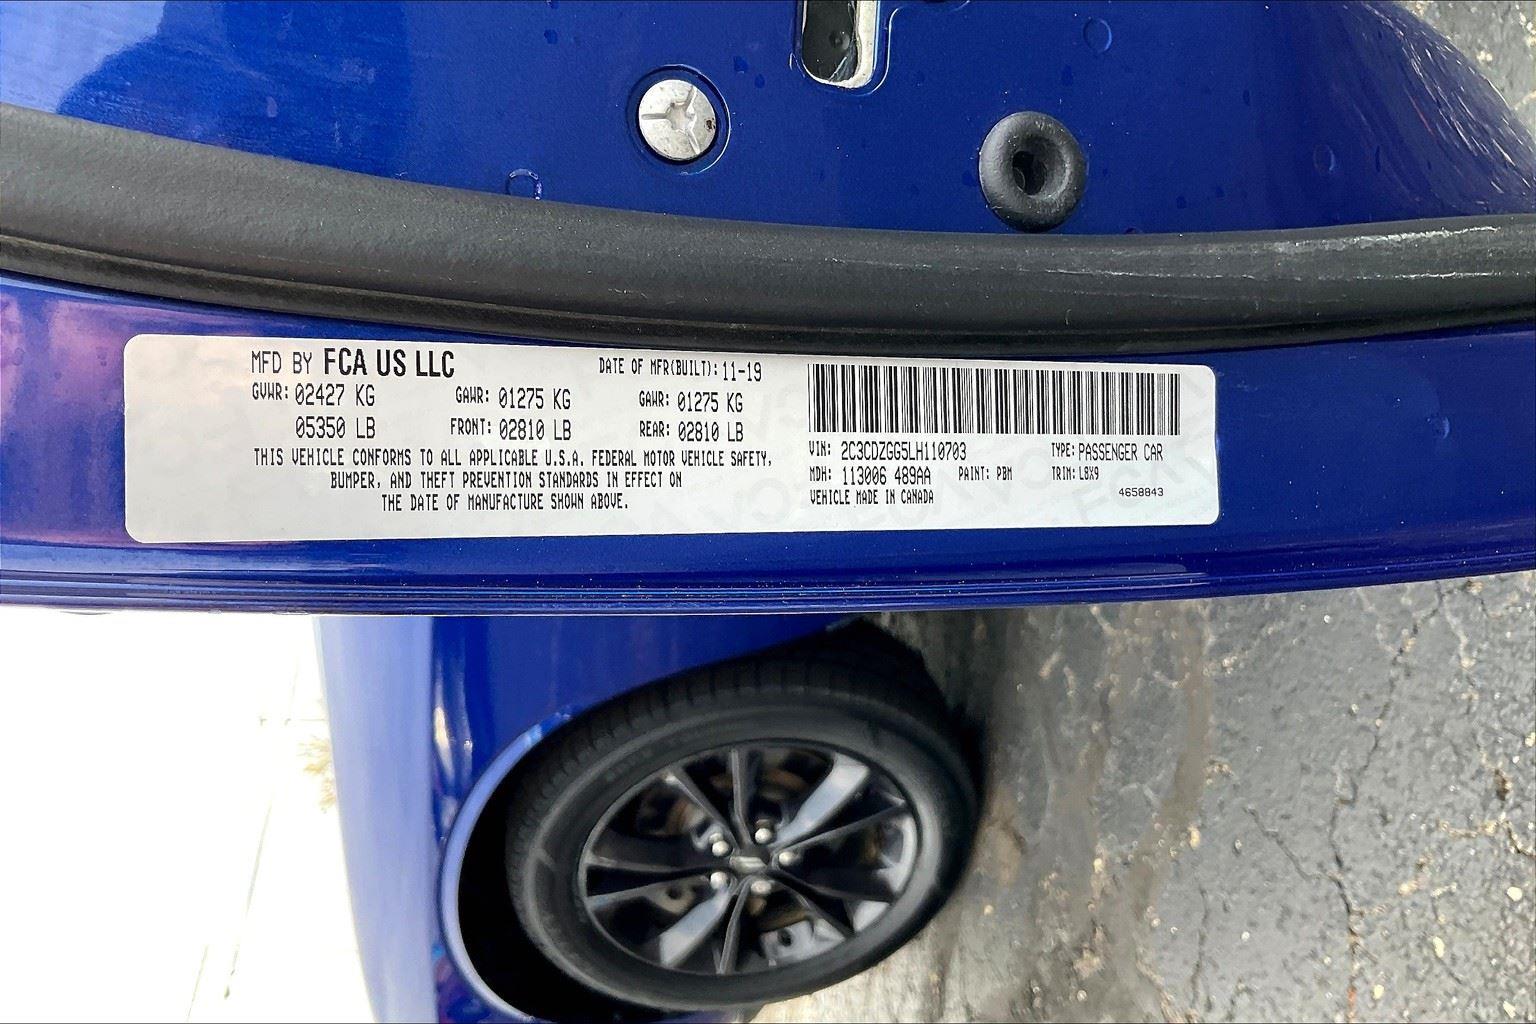 MFD BY FCA US LLC DATE OF MFR(BUILT): 11-19
GVWR: 02427 KG GAWR: 01275 KG GAWR: 01275 KG
05350 LB FRONT: 02810 LB REAR: 02810 LB
THIS VEHICLE CONFORMS TO ALL APPLICABLE U.S.A. FEDERAL MOTOR VEHICLE SAFETY,
BUMPER, AND THEFT PREVENTION STANDARDS IN EFFECT ON
THE DATE OF MANUFACTURE SHOWN ABOVE.
VIN: 2C3CDZGG5LH110703 TYPE: PASSENGER CAR
MDH: 113006 489AA PAINT: PBM TRIM: LBX9
VEHICLE MADE IN CANADA 4658843